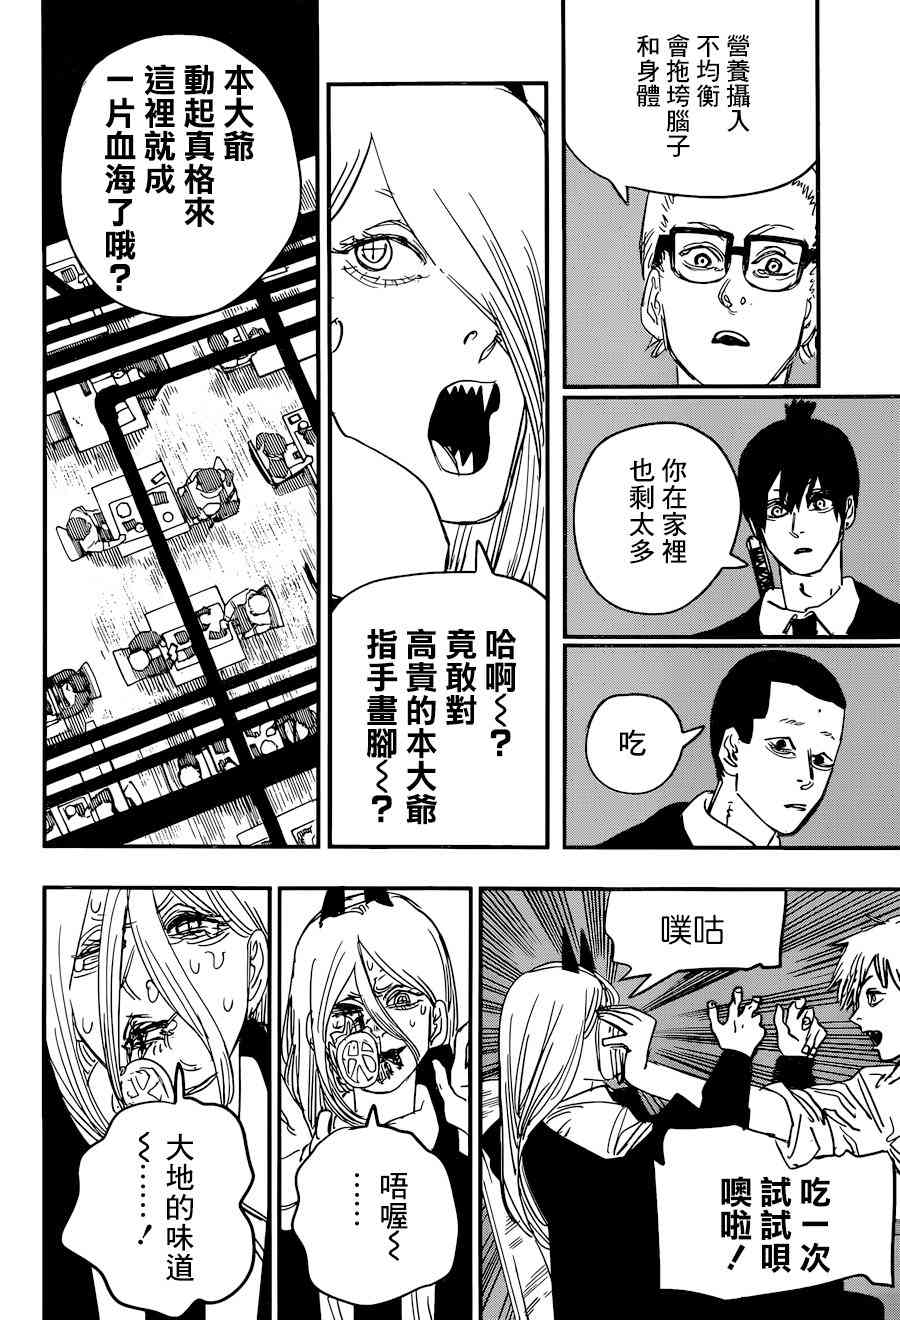 營養攝入
不均衡
會拖垮腦子
和身體
你在家裡
也剩太多
吃
哈啊～？
竟敢對
高貴的本大爺
指手畫腳～？
本大爺
動起真格來
這裡就成
一片血海了哦？
噗咕
吃一次
試試唄
噢啦！
唔喔～
～……
大地的味道
～……！